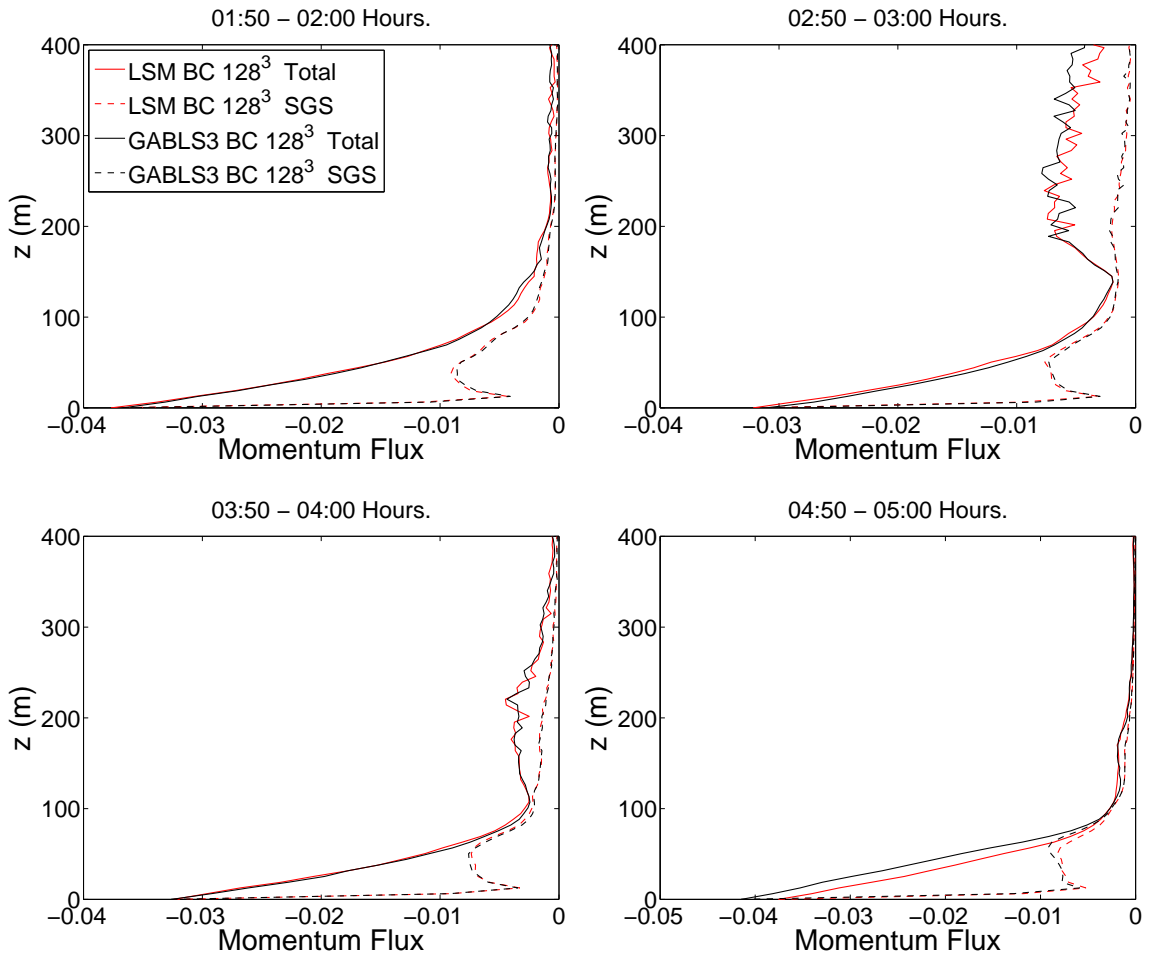 01:50 − 02:00 Hours.
400
300
200
100
0
z (m)
LSM BC 128³ Total
LSM BC 128³ SGS
GABLS3 BC 128³ Total
GABLS3 BC 128³ SGS
−0.04 −0.03 −0.02 −0.01 0
Momentum Flux
02:50 − 03:00 Hours.
400
300
200
100
0
z (m)
−0.04 −0.03 −0.02 −0.01 0
Momentum Flux
03:50 − 04:00 Hours.
400
300
200
100
0
z (m)
−0.04 −0.03 −0.02 −0.01 0
Momentum Flux
04:50 − 05:00 Hours.
400
300
200
100
0
z (m)
−0.05 −0.04 −0.03 −0.02 −0.01 0
Momentum Flux